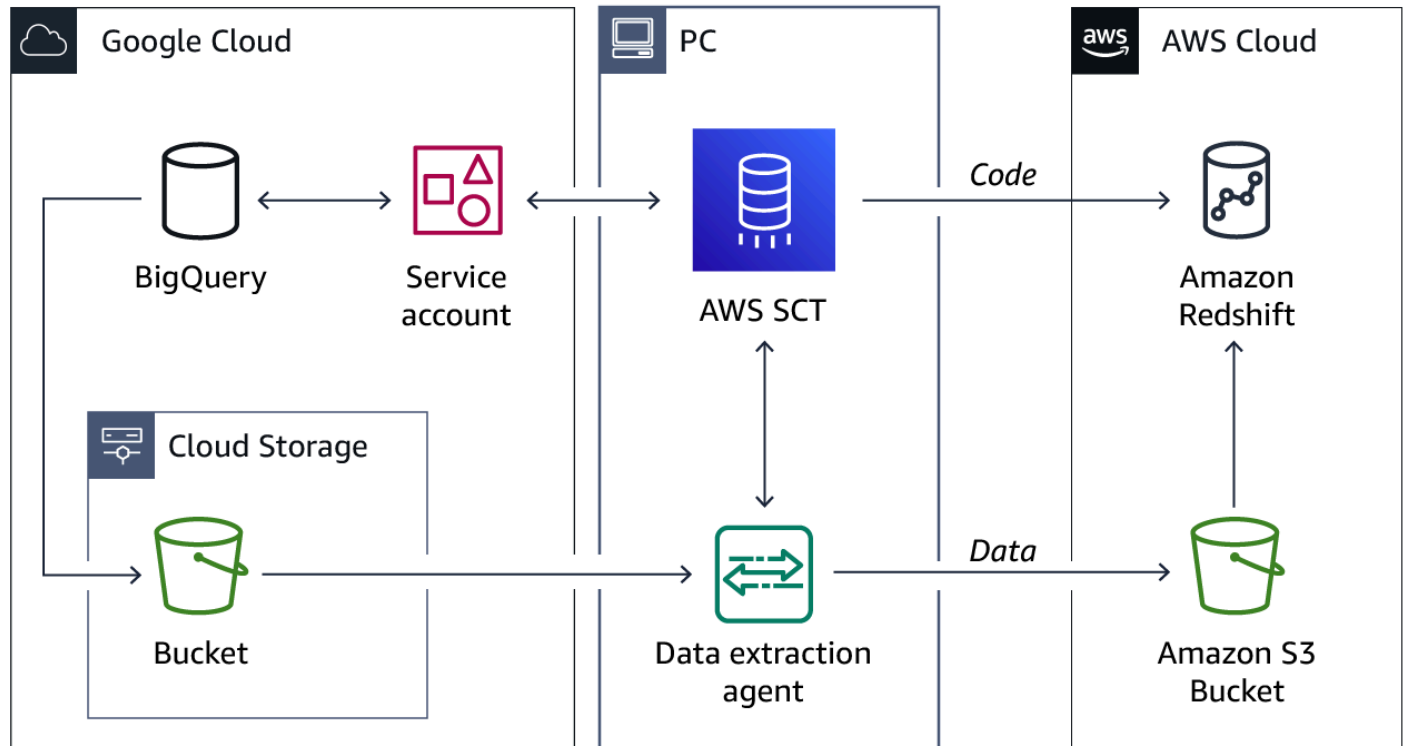 Google Cloud
PC
aws
AWS Cloud
Code
BigQuery
Service
account
AWS SCT
Amazon
Redshift
Cloud Storage
Data
Bucket
Data extraction
agent
Amazon S3
Bucket